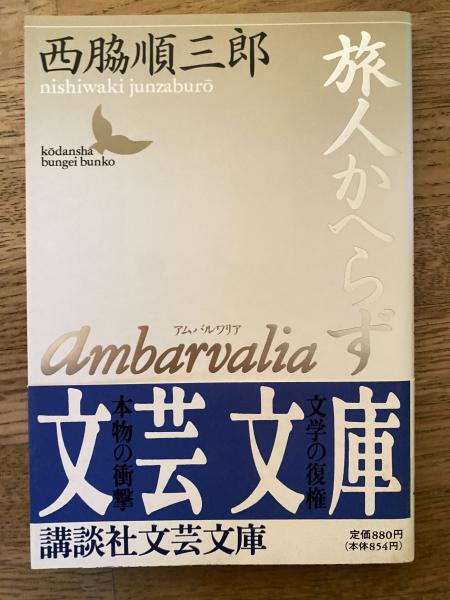 西脇順三郎
nishiwaki junzaburō
kōdansha
bungei bunko
旅人かへらず
アムバルワリア
ambarvalia
文芸文庫
文学の復権
本物の衝撃
講談社文芸文庫
定価880円
(本体854円)